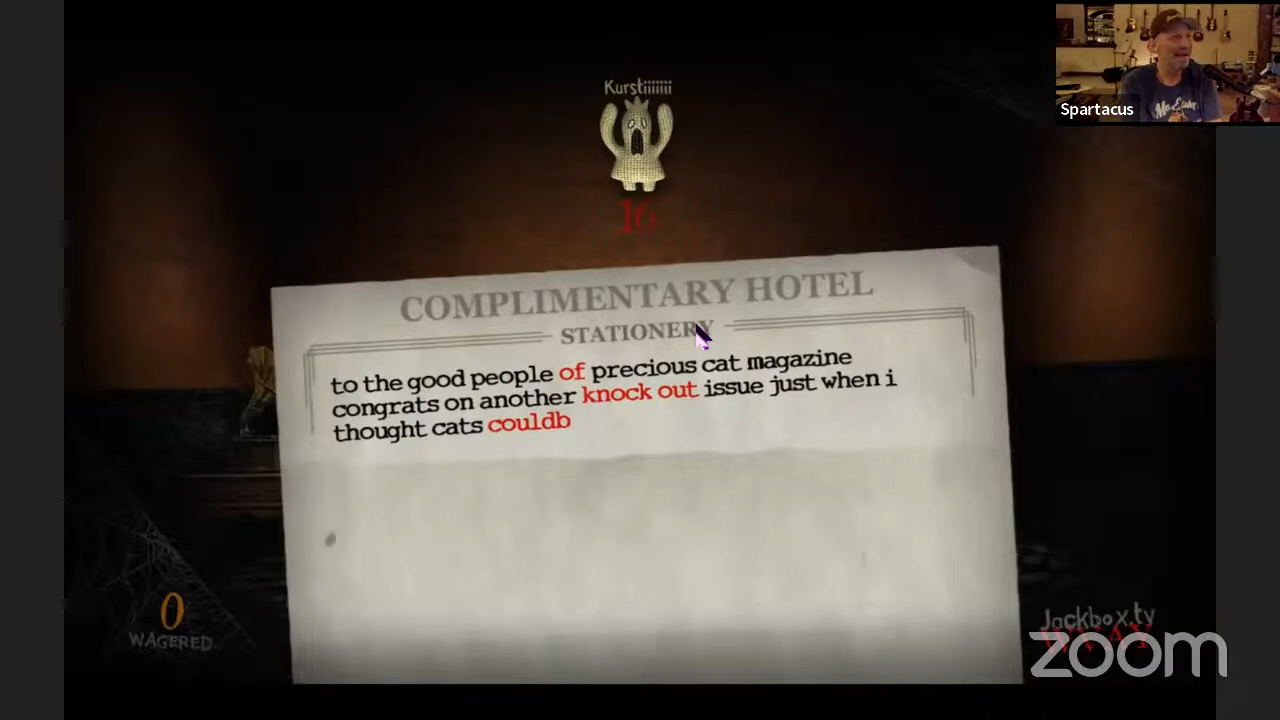 Kurstiiiiiii
16
Spartacus
COMPLIMENTARY HOTEL
STATIONERY
to the good people of precious cat magazine
congrats on another knock out issue just when i
thought cats couldb
0
WAGERED
Jackbox.tv
zoom